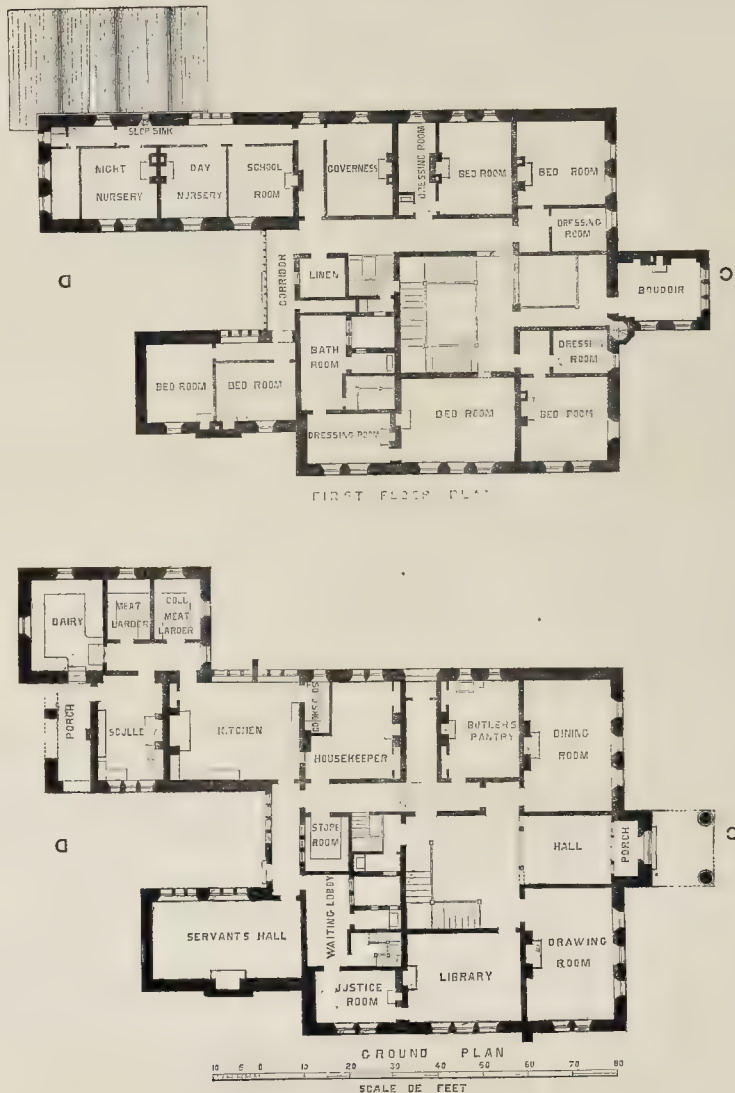 SLOP SINK
NIGHT
NURSERY
DAY
NURSERY
SCHOOL
ROOM
GOVERNESS
DRESSING ROOM
BED ROOM
BED ROOM
DRESSING
ROOM
BOUDOIR
CORRIDOR
LINEN
BATH
ROOM
DRESSI
ROOM
BED ROOM
BED ROOM
DRESSING ROOM
BED ROOM
BED ROOM
D
C
FIRST FLOOR PLAN
DAIRY
MEAT
LARDER
MEAT
LARDER
PORCH
SCULLE
KITCHEN
HOUSEKEEPER
BUTLERS
PANTRY
DINING
ROOM
STORE
ROOM
HALL
PORCH
D
C
WAITING LOBBY
SERVANTS HALL
JUSTICE
ROOM
LIBRARY
DRAWING
ROOM
GROUND PLAN
10 5 0 10 20 30 40 50 60 70 80
SCALE OF FEET